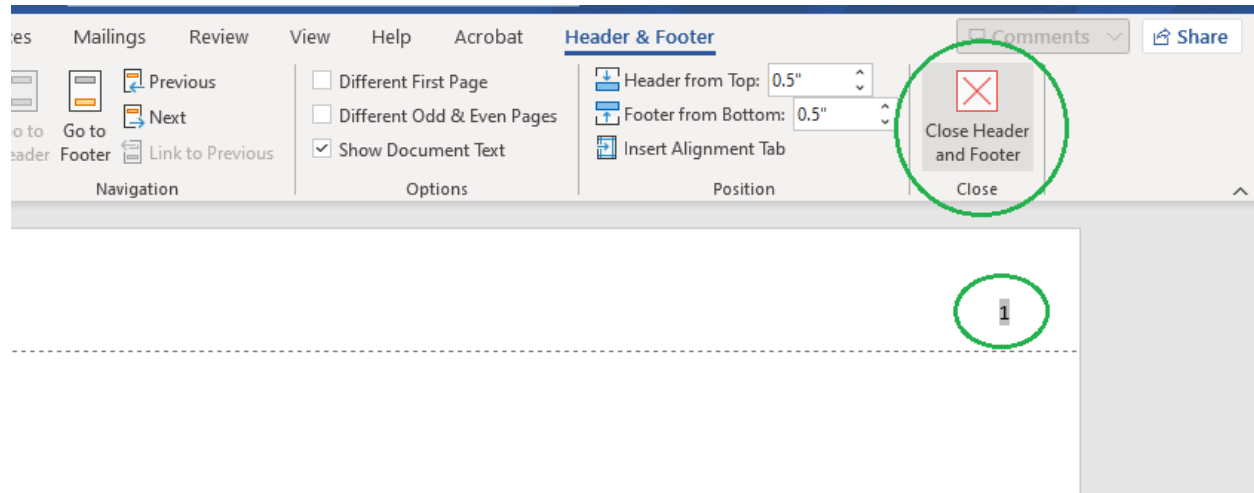 Mailings Review View Help Acrobat Header & Footer Comments Share
Previous Different First Page Header from Top: 0.5"
Go to Next Different Odd & Even Pages Footer from Bottom: 0.5" Close Header
Footer Link to Previous Show Document Text Insert Alignment Tab and Footer
Navigation Options Position Close
1